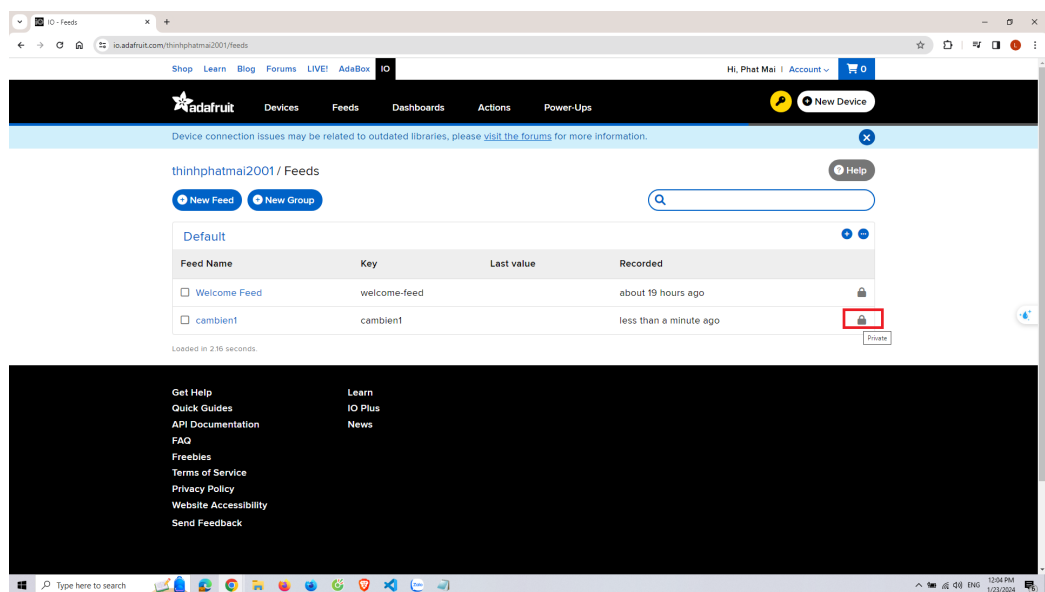 IO - Feeds
io.adafruit.com/thinhphatmai2001/feeds
Shop Learn Blog Forums LIVE! AdaBox IO
Hi, Phat Mai | Account 0
adafruit Devices Feeds Dashboards Actions Power-Ups New Device
Device connection issues may be related to outdated libraries, please visit the forums for more information.
thinhphatmai2001 / Feeds
Help
New Feed New Group
Default
Feed Name Key Last value Recorded
Welcome Feed welcome-feed about 19 hours ago
cambien1 cambien1 less than a minute ago
Private
Loaded in 2.16 seconds.
Get Help
Quick Guides
API Documentation
FAQ
Freebies
Terms of Service
Privacy Policy
Website Accessibility
Send Feedback
Learn
IO Plus
News
Type here to search
Zalo
ENG
12:04 PM
1/23/2024